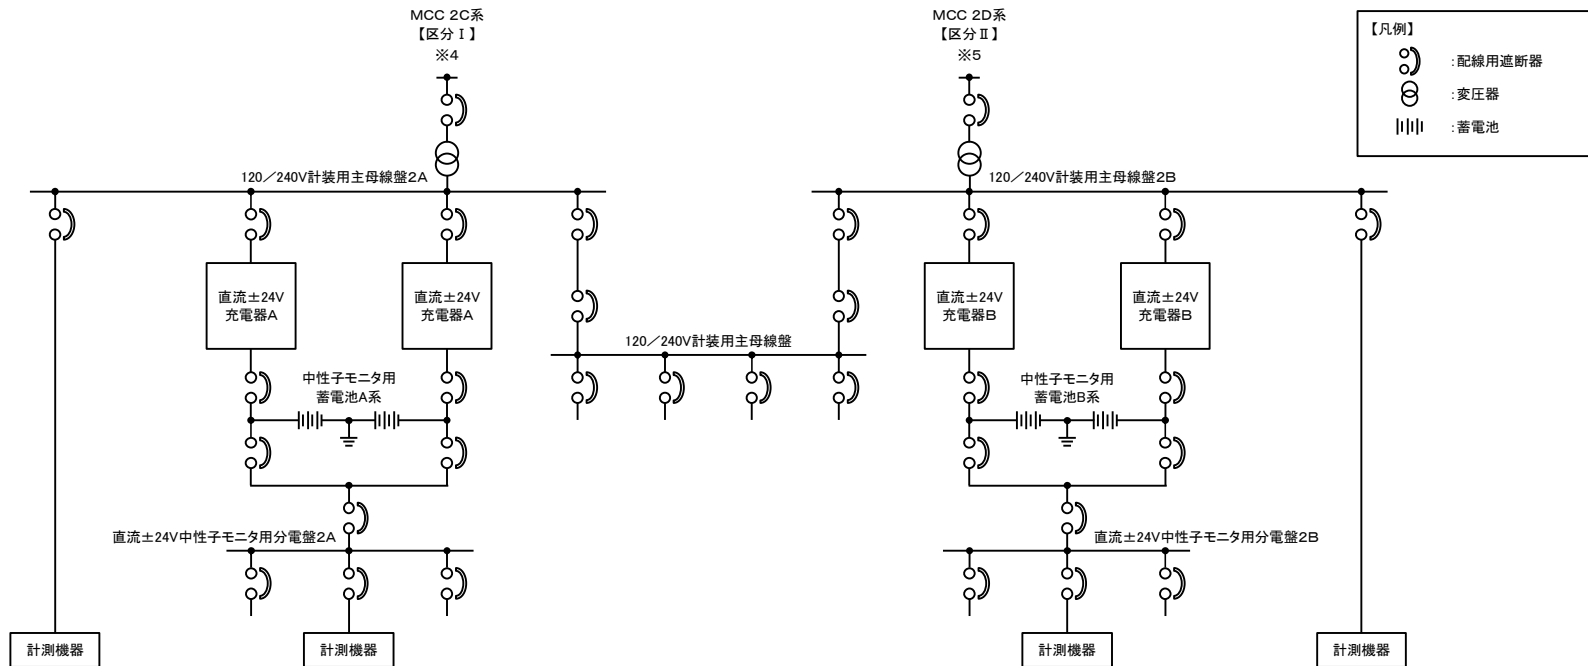 MCC 2C系
【区分Ⅰ】
※4
MCC 2D系
【区分Ⅱ】
※5
【凡例】
:配線用遮断器
:変圧器
:蓄電池
120／240V計装用主母線盤2A
120／240V計装用主母線盤2B
直流±24V
充電器A
直流±24V
充電器A
直流±24V
充電器B
直流±24V
充電器B
120／240V計装用主母線盤
中性子モニタ用
蓄電池A系
中性子モニタ用
蓄電池B系
直流±24V中性子モニタ用分電盤2A
直流±24V中性子モニタ用分電盤2B
計測機器
計測機器
計測機器
計測機器